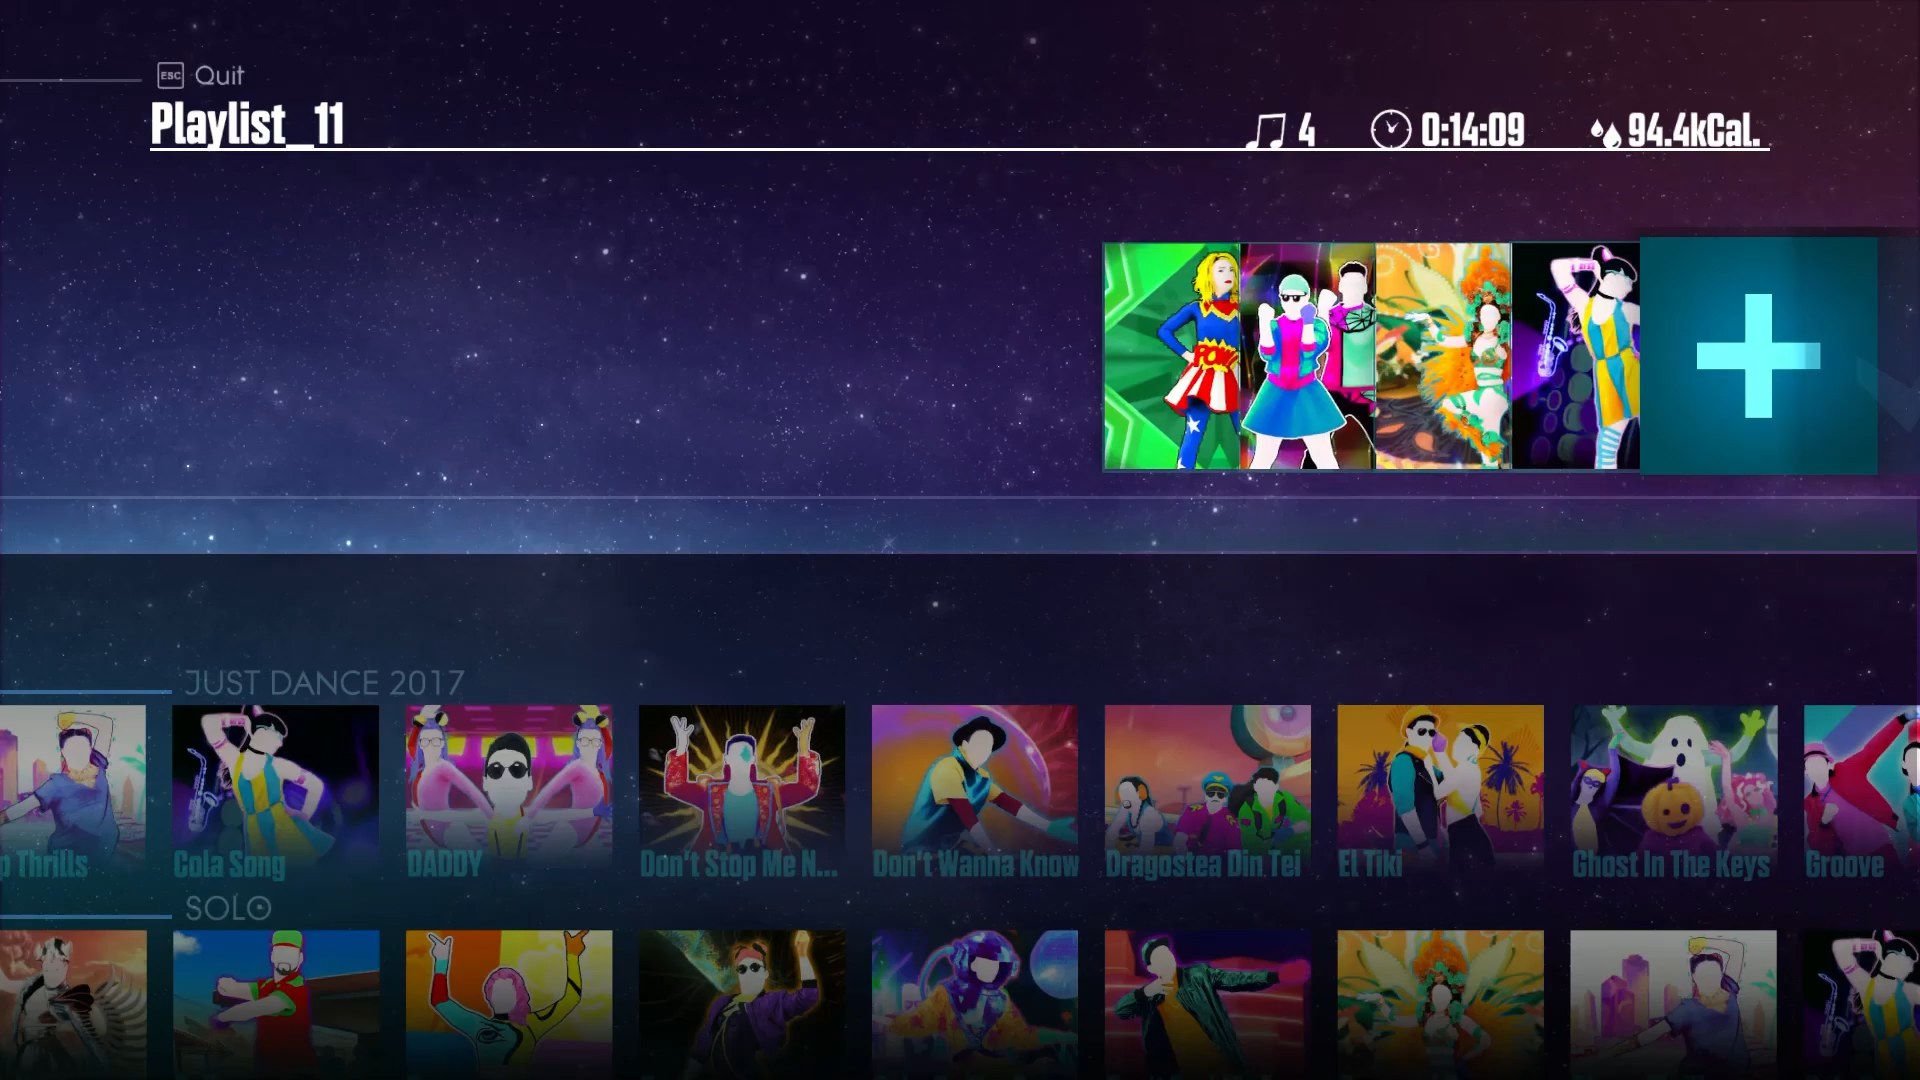 ESC Quit
Playlist_11
4 0:14:09 94.4kCal.
POW!
JUST DANCE 2017
p Thrills Cola Song DADDY Don't Stop Me N... Don't Wanna Know Dragostea Din Tei El Tiki Ghost In The Keys Groove
SOLO